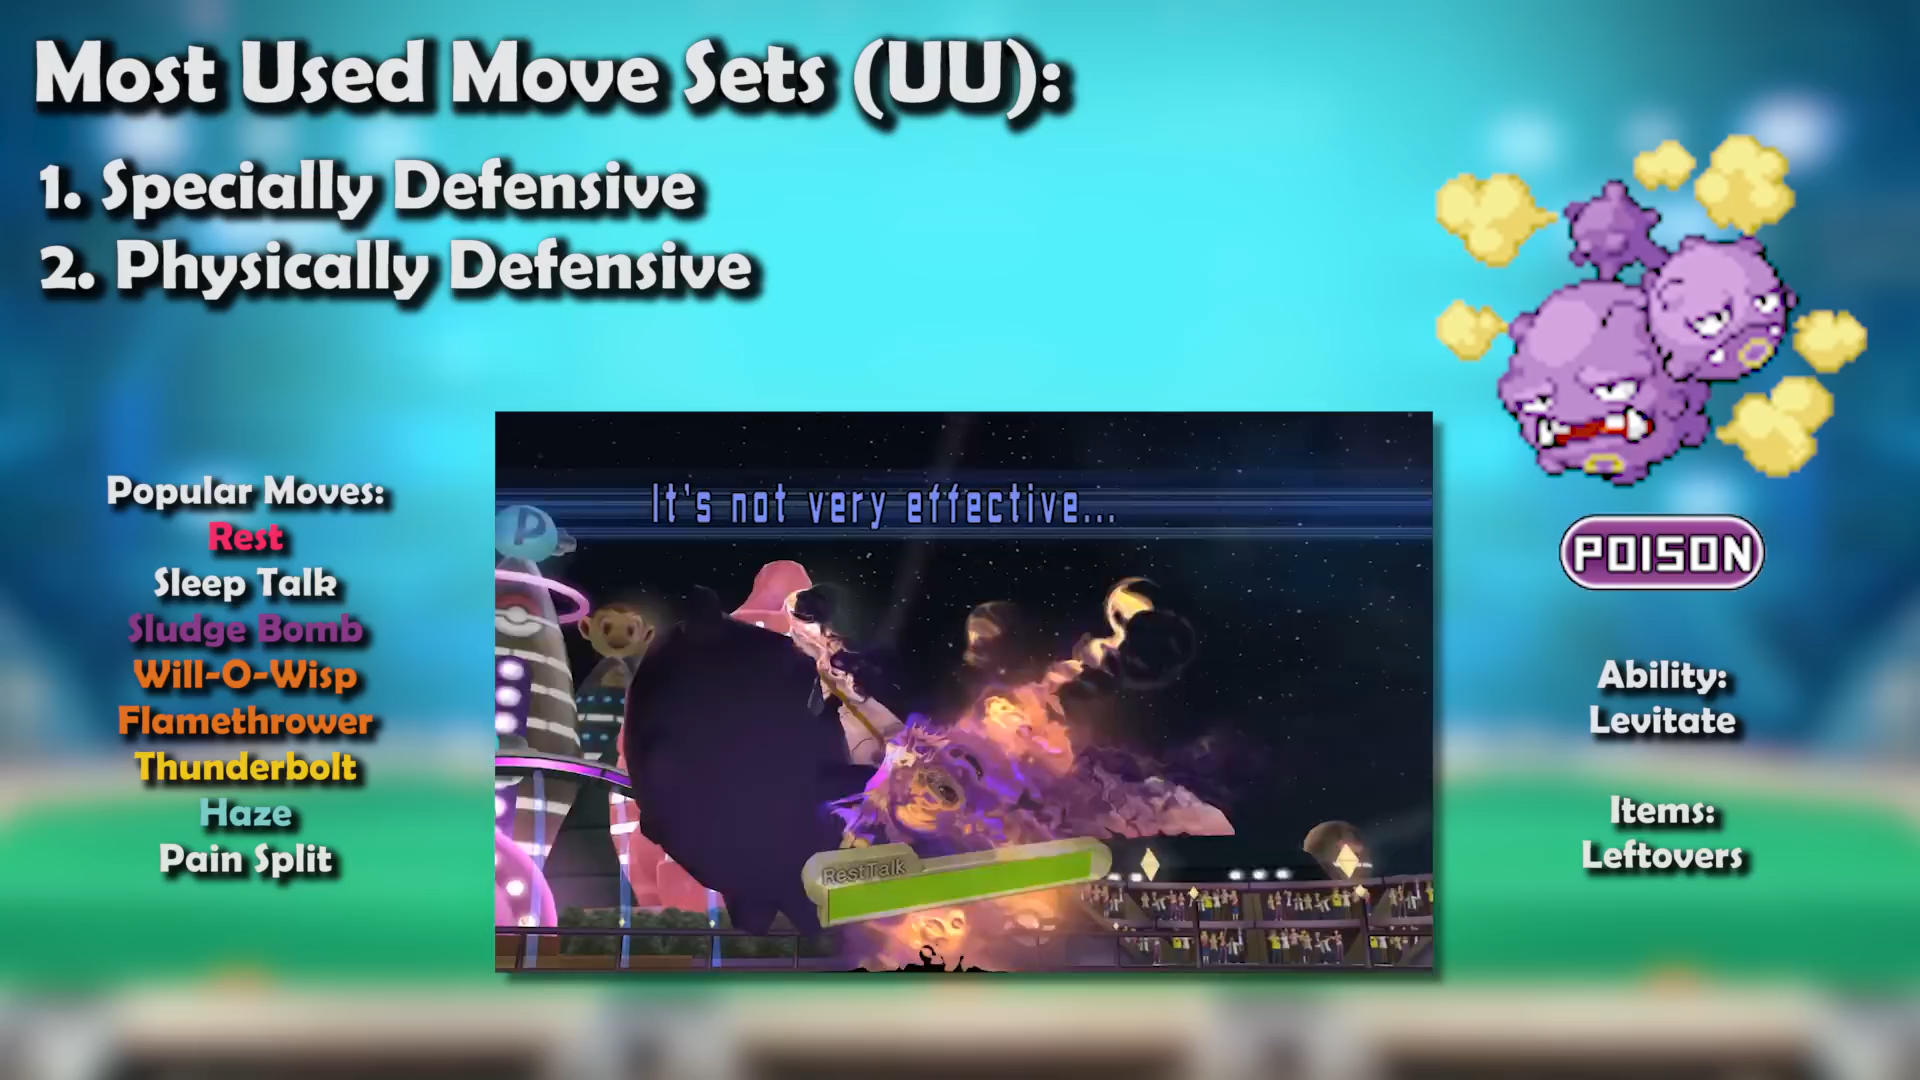 Most Used Move Sets (UU):
1. Specially Defensive
2. Physically Defensive
Popular Moves:
Rest
Sleep Talk
Sludge Bomb
Will-O-Wisp
Flamethrower
Thunderbolt
Haze
Pain Split
It's not very effective...
RestTalk
POISON
Ability:
Levitate
Items:
Leftovers